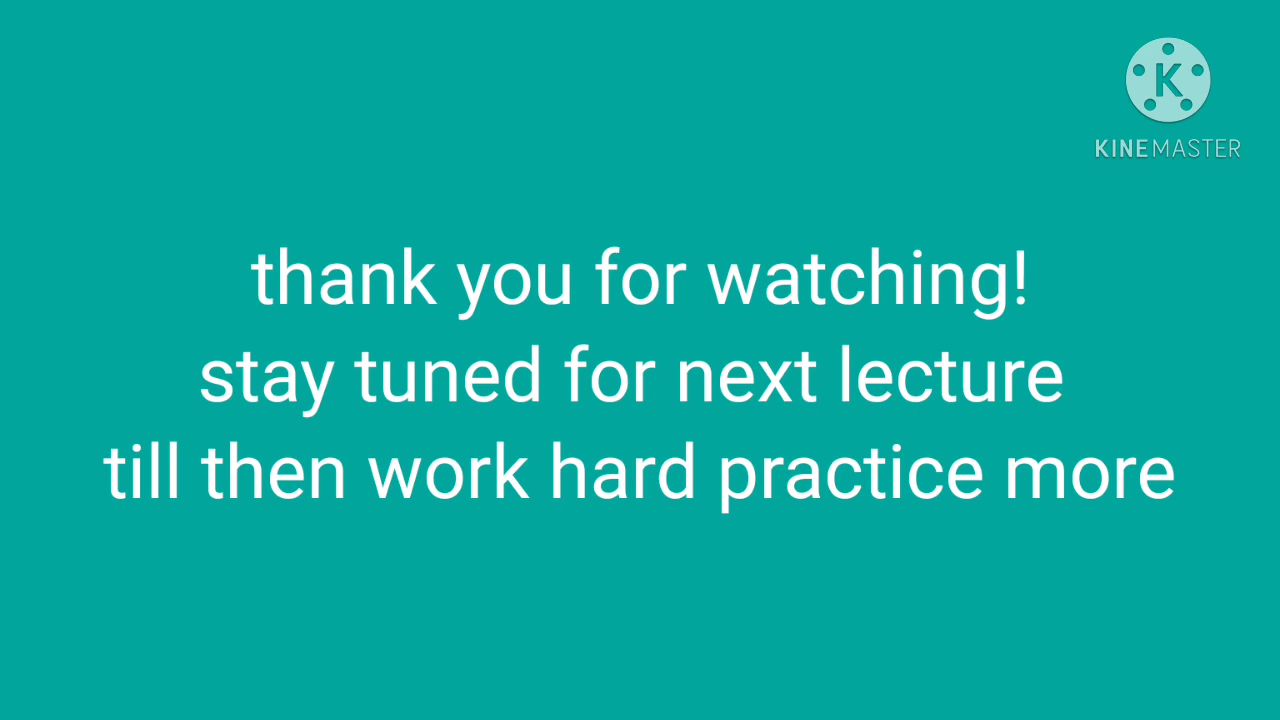 K
KINEMASTER
thank you for watching!
stay tuned for next lecture
till then work hard practice more